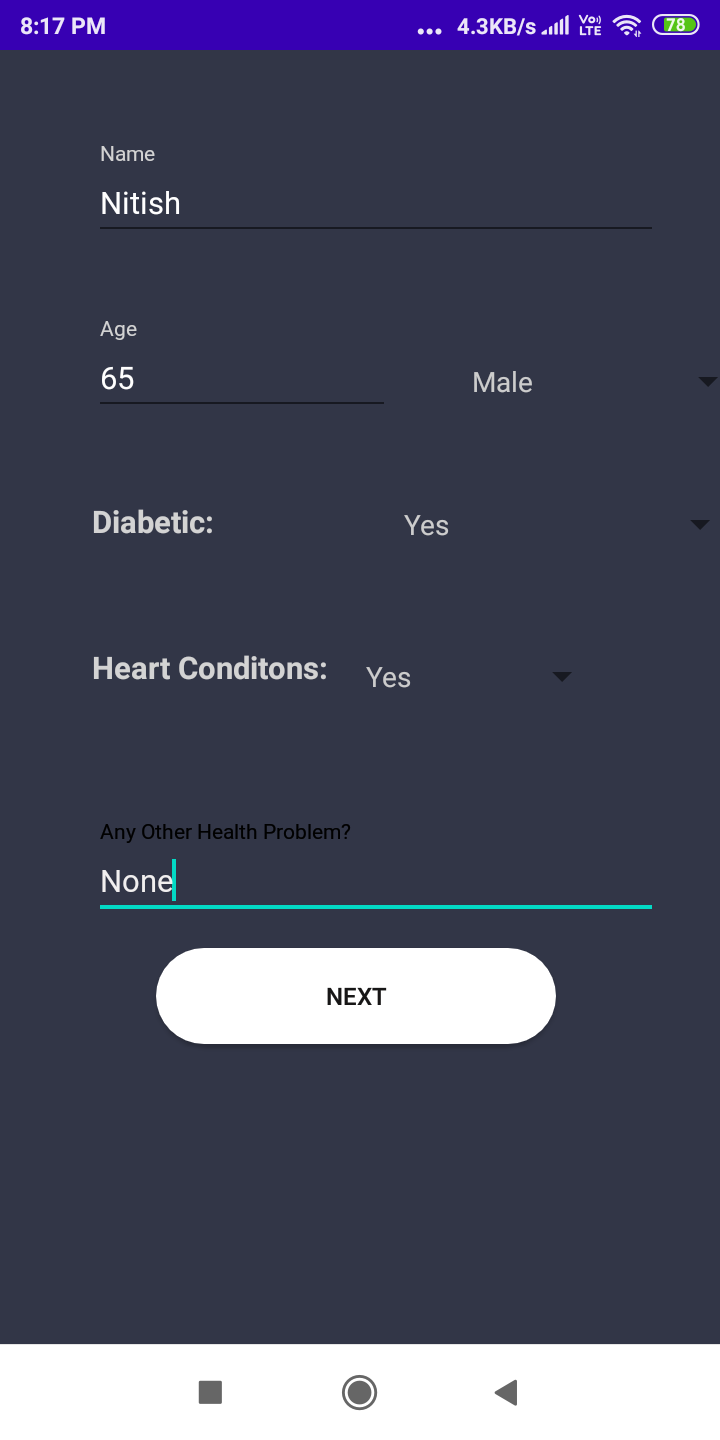 8:17 PM ... 4.3KB/s Vo) LTE 78
Name
Nitish
Age
65 Male
Diabetic: Yes
Heart Conditons: Yes
Any Other Health Problem?
None
NEXT